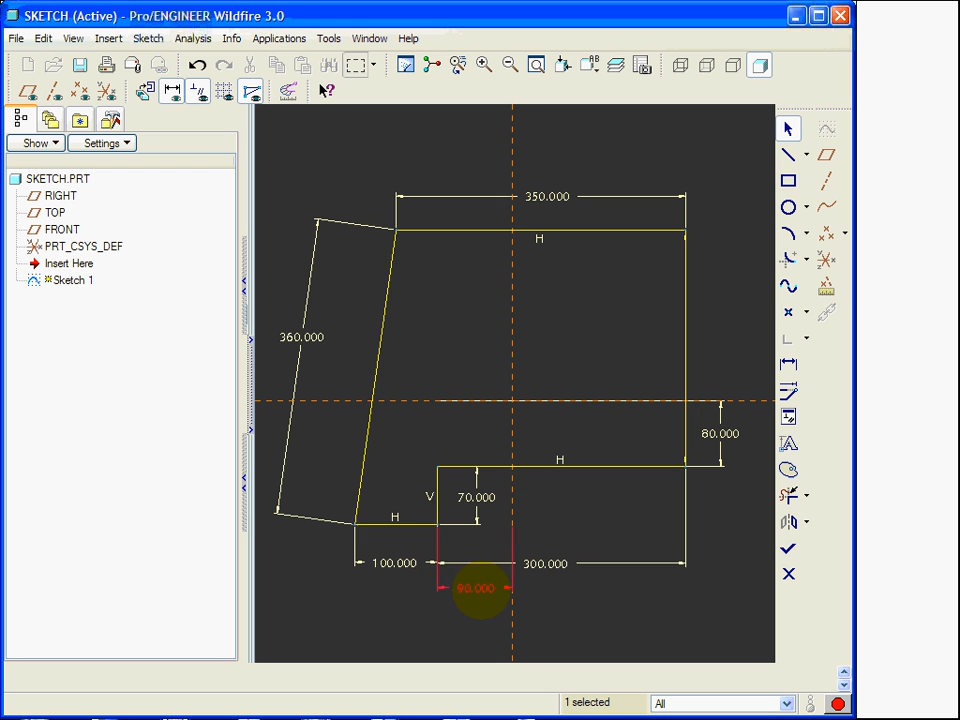 SKETCH (Active) - Pro/ENGINEER Wildfire 3.0
File Edit View Insert Sketch Analysis Info Applications Tools Window Help
Show Settings
SKETCH.PRT
RIGHT
TOP
FRONT
PRT_CSYS_DEF
Insert Here
Sketch 1
350.000
H
360.000
80.000
H
V
70.000
H
100.000
300.000
90.000
1 selected
All